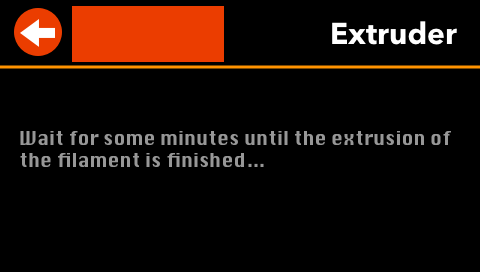 Extruder
Wait for some minutes until the extrusion of
the filament is finished...